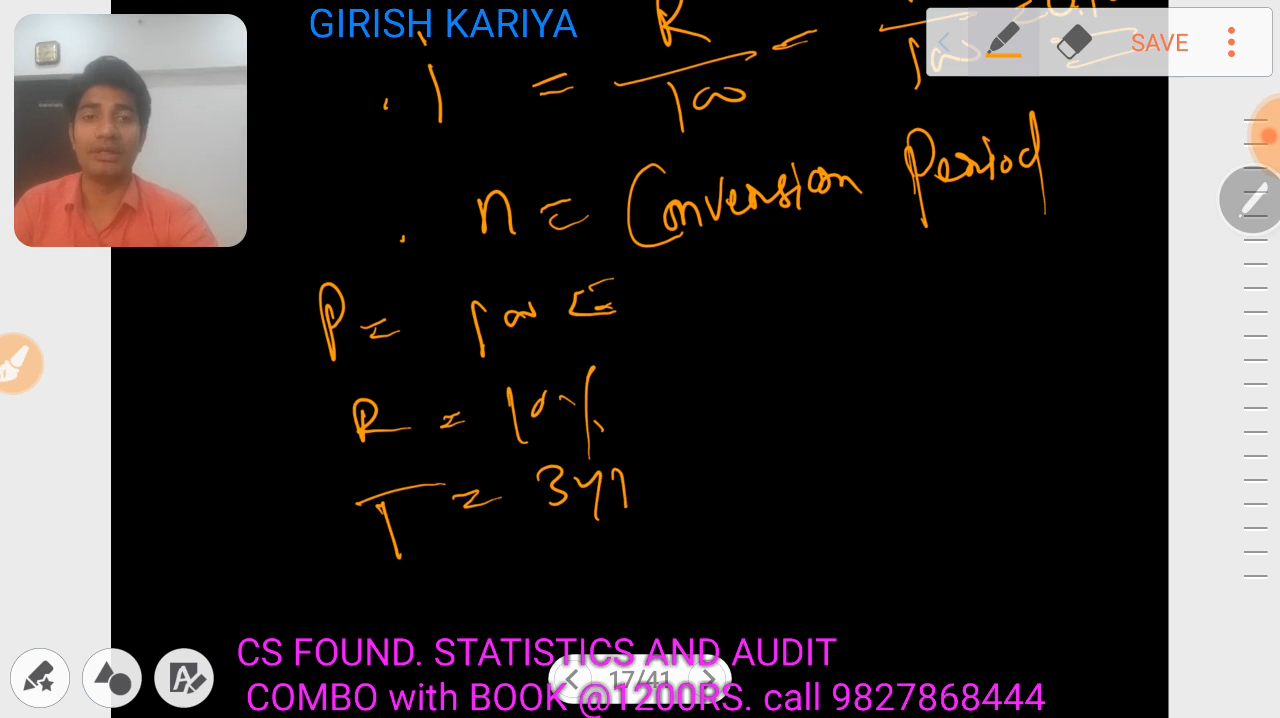 GIRISH KARIYA
i = R/100 =
SAVE
n = Conversion Period
P = 100
R = 10%
T = 3yr
CS FOUND. STATISTICS AND AUDIT
17/41
COMBO with BOOK @1200RS. call 9827868444